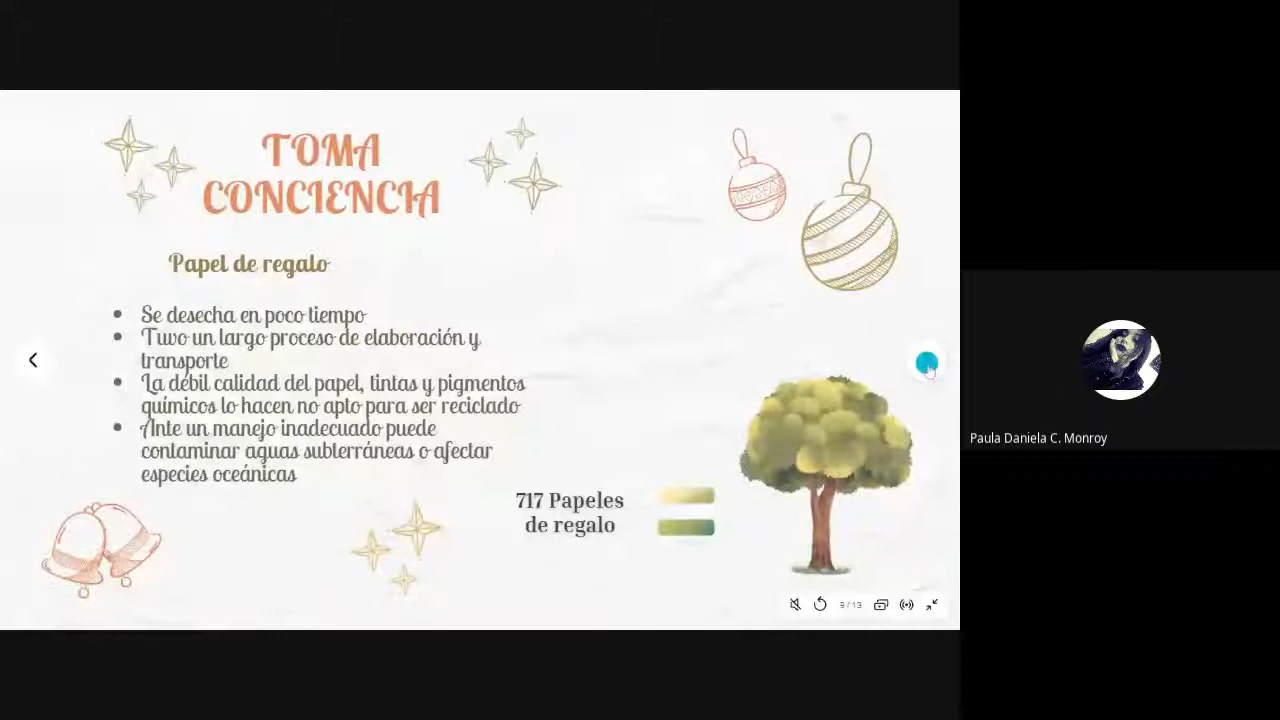 TOMA
CONCIENCIA
Papel de regalo
• Se desecha en poco tiempo
• Tuvo un largo proceso de elaboración y
transporte
• La débil calidad del papel, tintas y pigmentos
químicos lo hacen no apto para ser reciclado
• Ante un manejo inadecuado puede
contaminar aguas subterráneas o afectar
especies oceánicas
717 Papeles
de regalo
9/13
Paula Daniela C. Monroy